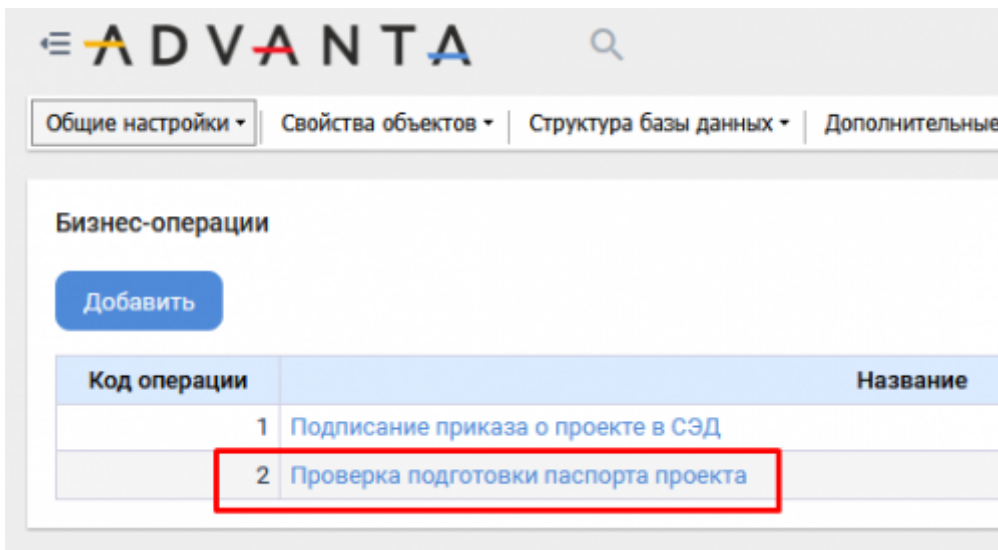 ADVANTA
Общие настройки Свойства объектов Структура базы данных Дополнительные
Бизнес-операции
Добавить
Код операции Название
1 Подписание приказа о проекте в СЭД
2 Проверка подготовки паспорта проекта